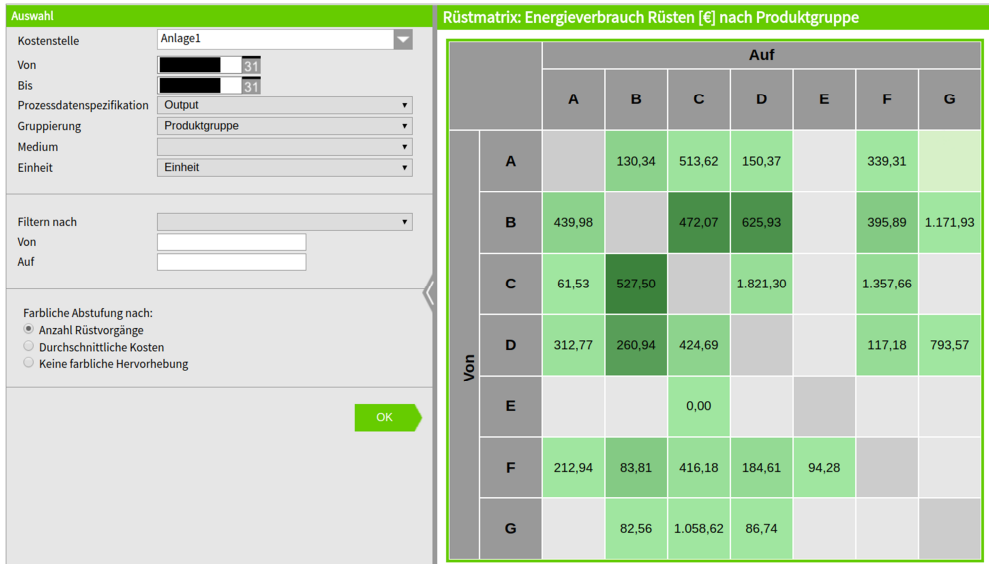 Auswahl
Kostenstelle Anlage1
Von 31
Bis 31
Prozessdatenspezifikation Output
Gruppierung Produktgruppe
Medium
Einheit Einheit
Filtern nach
Von
Auf
Farbliche Abstufung nach:
Anzahl Rüstvorgänge
Durchschnittliche Kosten
Keine farbliche Hervorhebung
OK
Rüstmatrix: Energieverbrauch Rüsten [€] nach Produktgruppe
Auf
A B C D E F G
Von
A 130,34 513,62 150,37 339,31
B 439,98 472,07 625,93 395,89 1.171,93
C 61,53 527,50 1.821,30 1.357,66
D 312,77 260,94 424,69 117,18 793,57
E 0,00
F 212,94 83,81 416,18 184,61 94,28
G 82,56 1.058,62 86,74